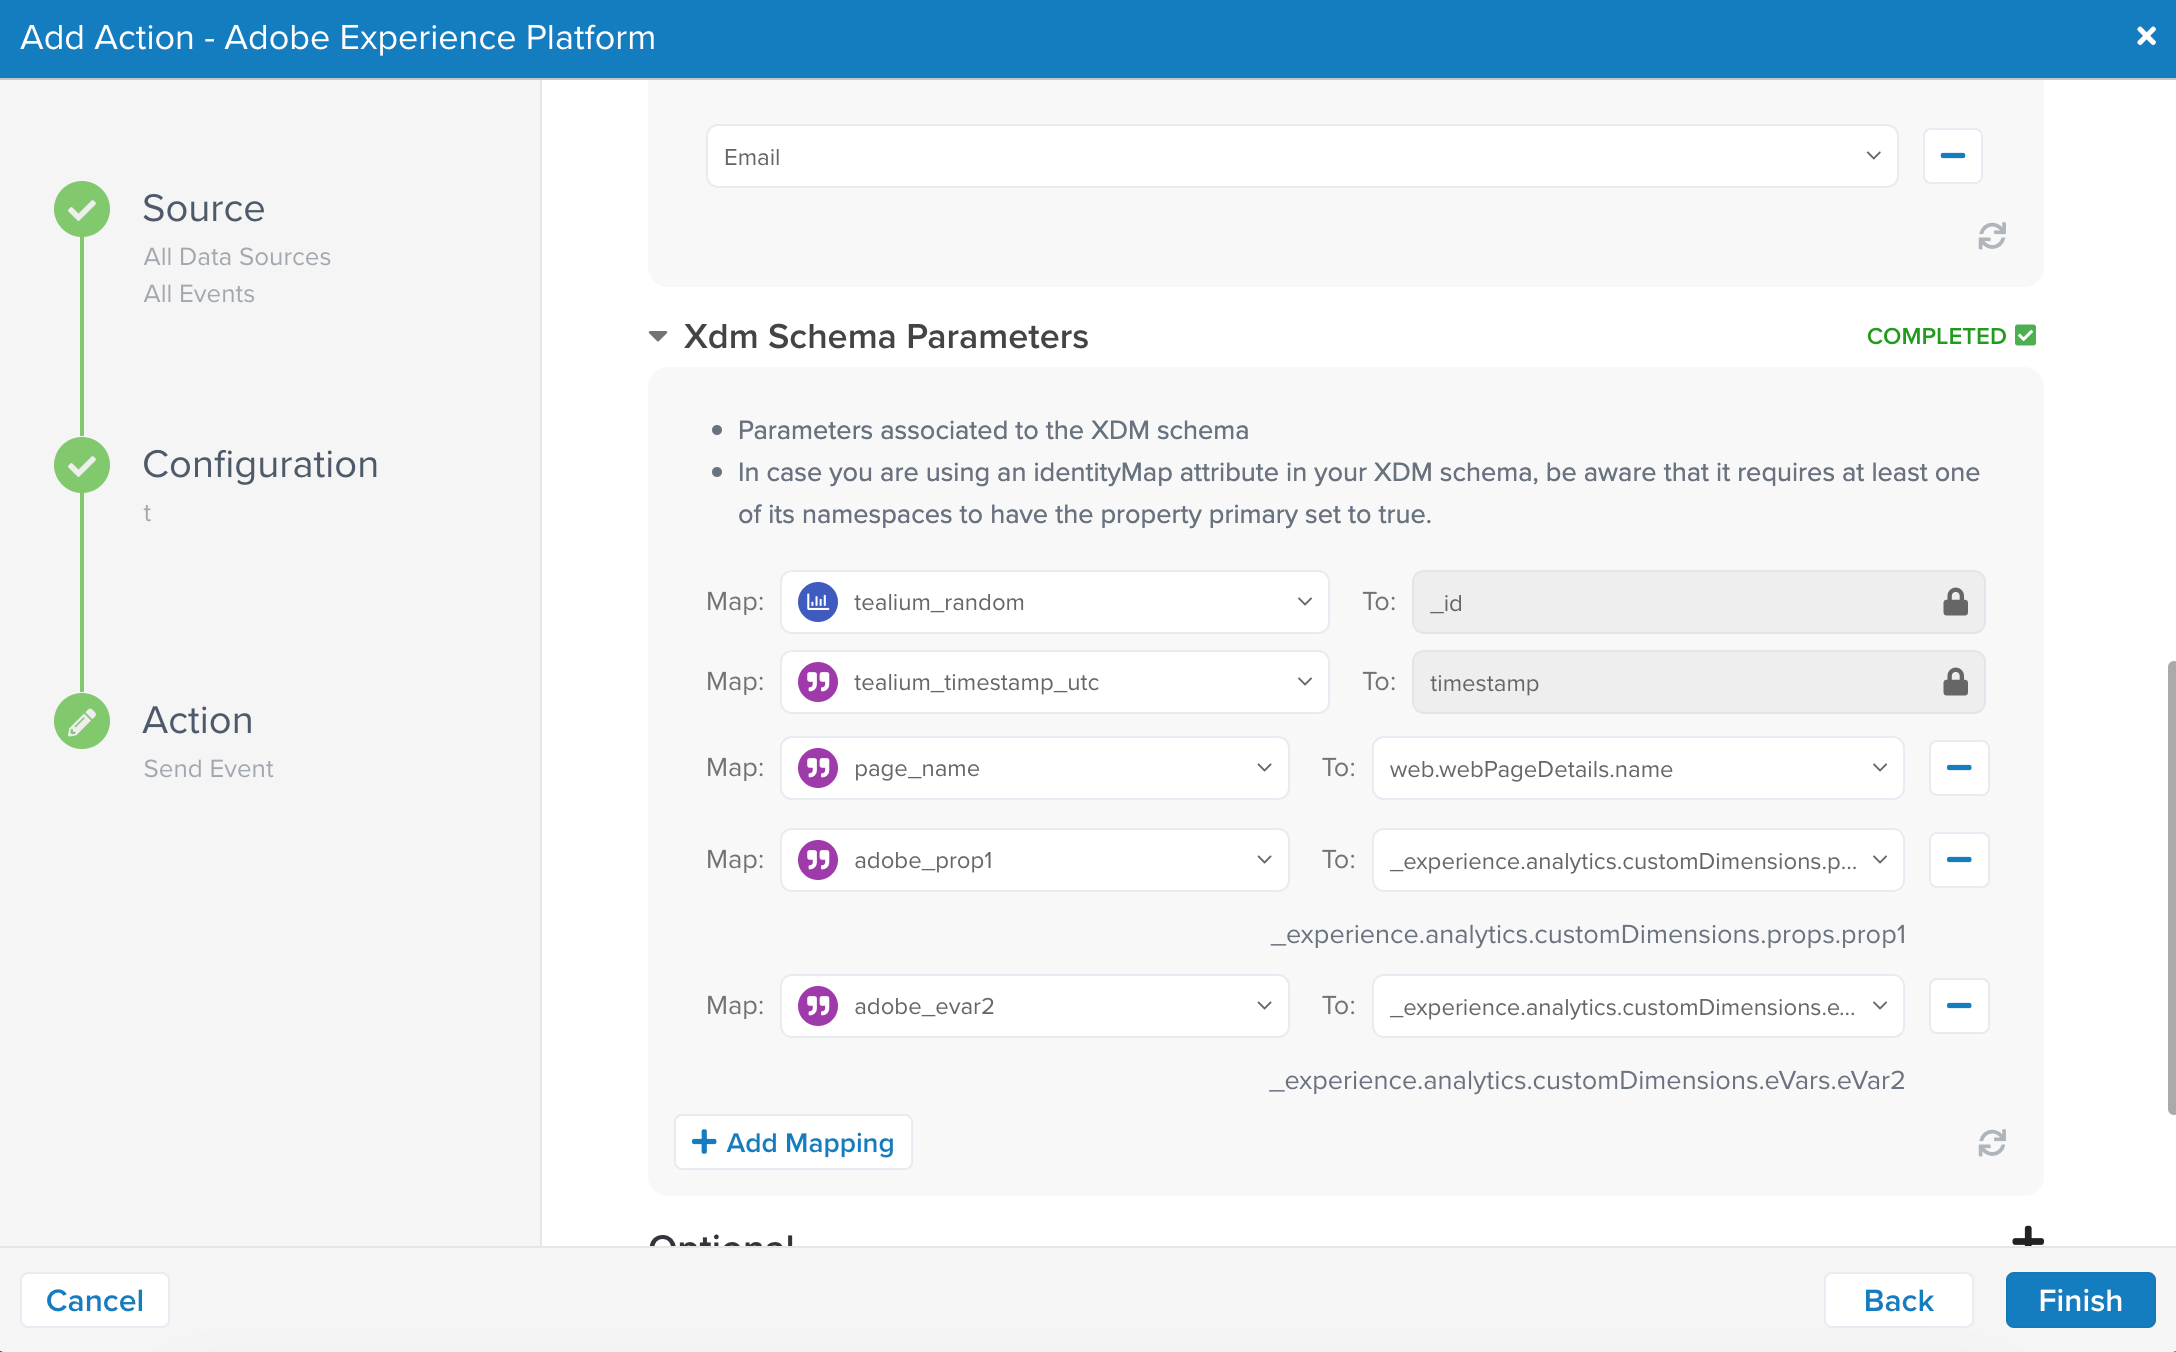 Add Action - Adobe Experience Platform
Source
All Data Sources
All Events
Configuration
t
Action
Send Event
Email
Xdm Schema Parameters
COMPLETED
Parameters associated to the XDM schema
In case you are using an identityMap attribute in your XDM schema, be aware that it requires at least one
of its namespaces to have the property primary set to true.
Map: tealium_random To: _id
Map: tealium_timestamp_utc To: timestamp
Map: page_name To: web.webPageDetails.name
Map: adobe_prop1 To: _experience.analytics.customDimensions.p...
_experience.analytics.customDimensions.props.prop1
Map: adobe_evar2 To: _experience.analytics.customDimensions.e...
_experience.analytics.customDimensions.eVars.eVar2
Add Mapping
Optional
Cancel
Back
Finish